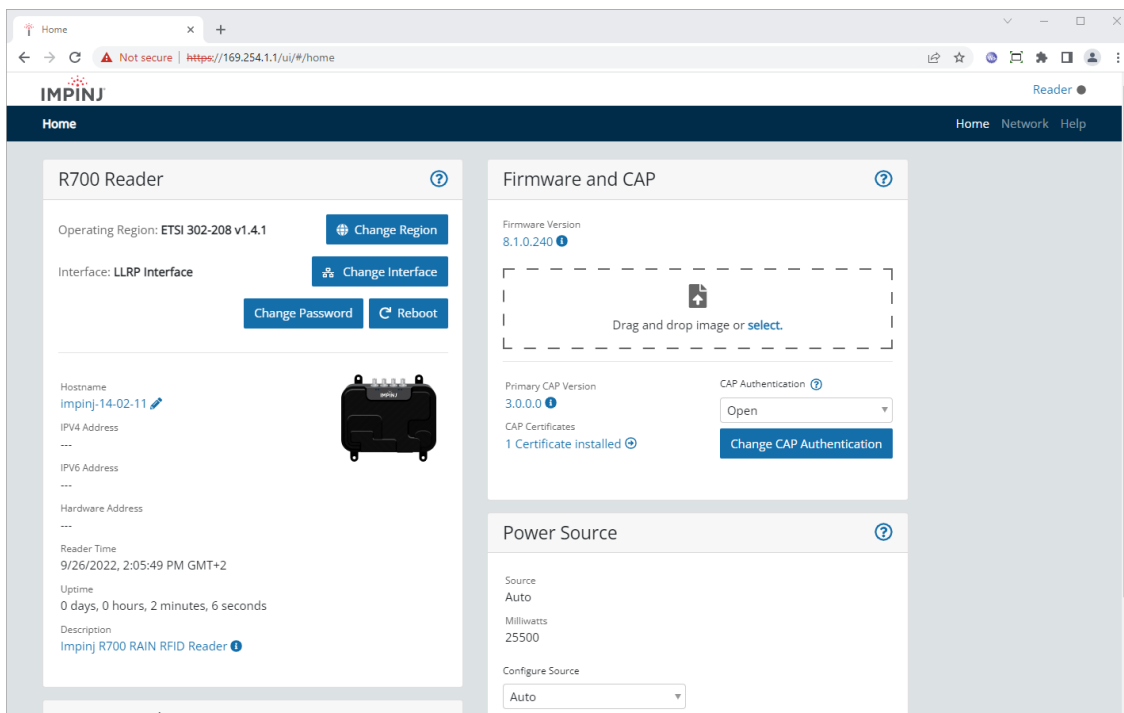 Home
Not secure | https://169.254.1.1/ui/#/home
IMPINJ
Reader
Home
Home Network Help
R700 Reader
Operating Region: ETSI 302-208 v1.4.1
Change Region
Interface: LLRP Interface
Change Interface
Change Password
Reboot
Hostname
impinj-14-02-11
IPV4 Address
---
IPV6 Address
---
Hardware Address
---
Reader Time
9/26/2022, 2:05:49 PM GMT+2
Uptime
0 days, 0 hours, 2 minutes, 6 seconds
Description
Impinj R700 RAIN RFID Reader
IMPINJ
Firmware and CAP
Firmware Version
8.1.0.240
Drag and drop image or select.
Primary CAP Version
3.0.0.0
CAP Certificates
1 Certificate installed
CAP Authentication
Open
Change CAP Authentication
Power Source
Source
Auto
Milliwatts
25500
Configure Source
Auto